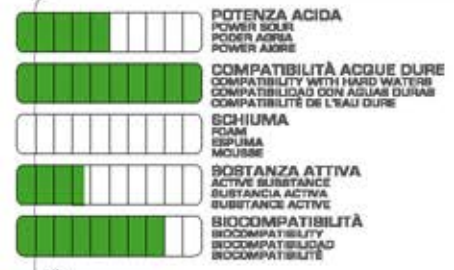 POTENZA ACIDA
POWER SOUR
PODER AGRIA
POWER AIGRE
COMPATIBILITÀ ACQUE DURE
COMPATIBILITY WITH HARD WATERS
COMPATIBILIDAD CON AGUAS DURAS
COMPATIBILITÉ DE L'EAU DURE
SCHIUMA
FOAM
ESPUMA
MOUSSE
SOSTANZA ATTIVA
ACTIVE SUBSTANCE
SUSTANCIA ACTIVA
SUBSTANCE ACTIVE
BIOCOMPATIBILITÀ
BIOCOMPATIBILITY
BIOCOMPATIBILIDAD
BIOCOMPATIBILITÉ